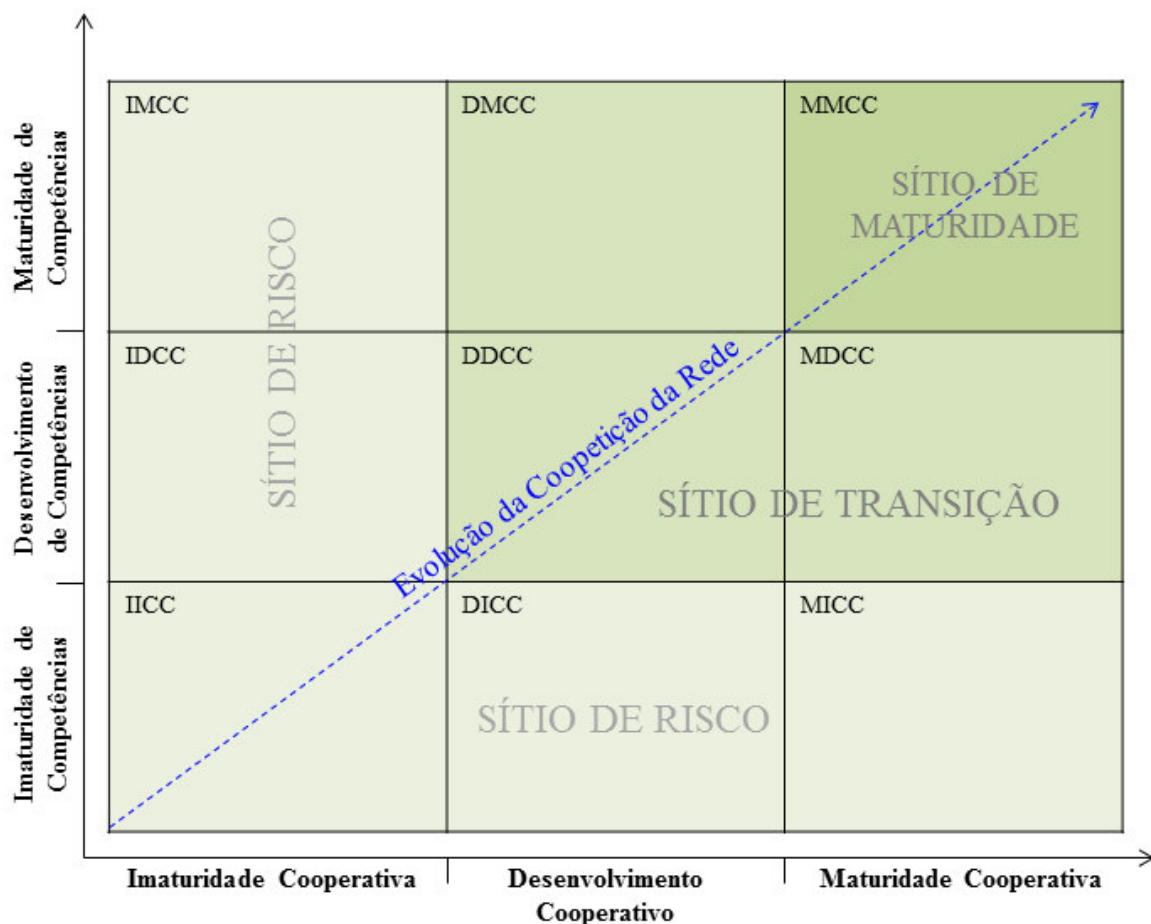 Maturidade de
Competências
IMCC
DMCC
MMCC
SÍTIO DE
MATURIDADE
SÍTIO DE RISCO
Desenvolvimento
de Competências
IDCC
DDCC
MDCC
Evolução da Coopetição da Rede
SÍTIO DE TRANSIÇÃO
Imaturidade de
Competências
IICC
DICC
MICC
SÍTIO DE RISCO
Imaturidade Cooperativa
Desenvolvimento
Cooperativo
Maturidade Cooperativa